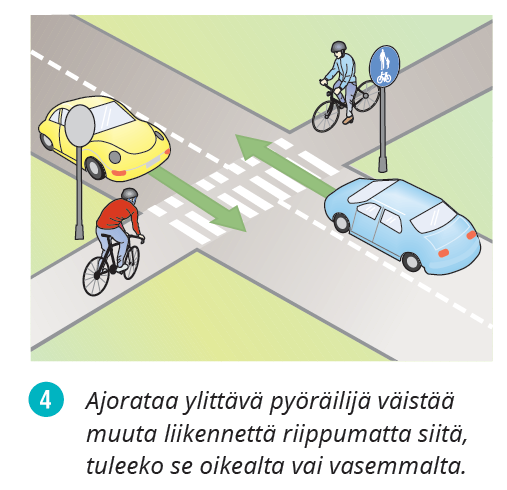 4 Ajorataa ylittävä pyöräilijä väistää
muuta liikennettä riippumatta siitä,
tuleeko se oikealta vai vasemmalta.